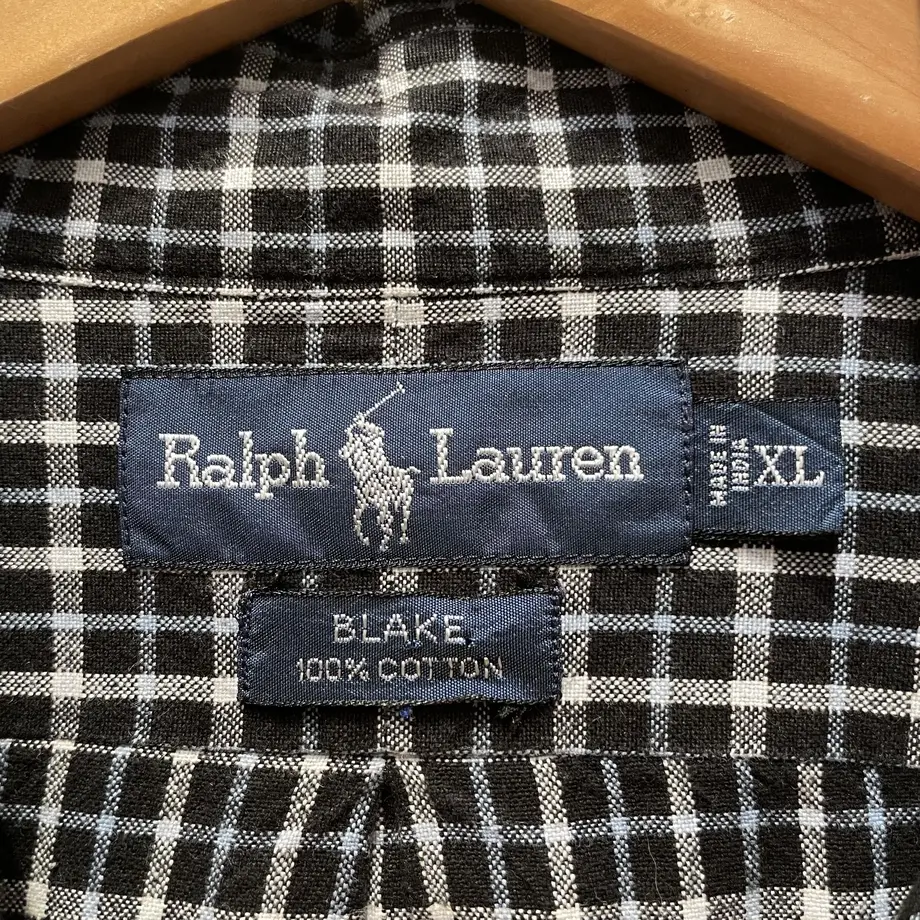 Ralph Lauren
MADE IN
INDIA
XL
BLAKE
100% COTTON